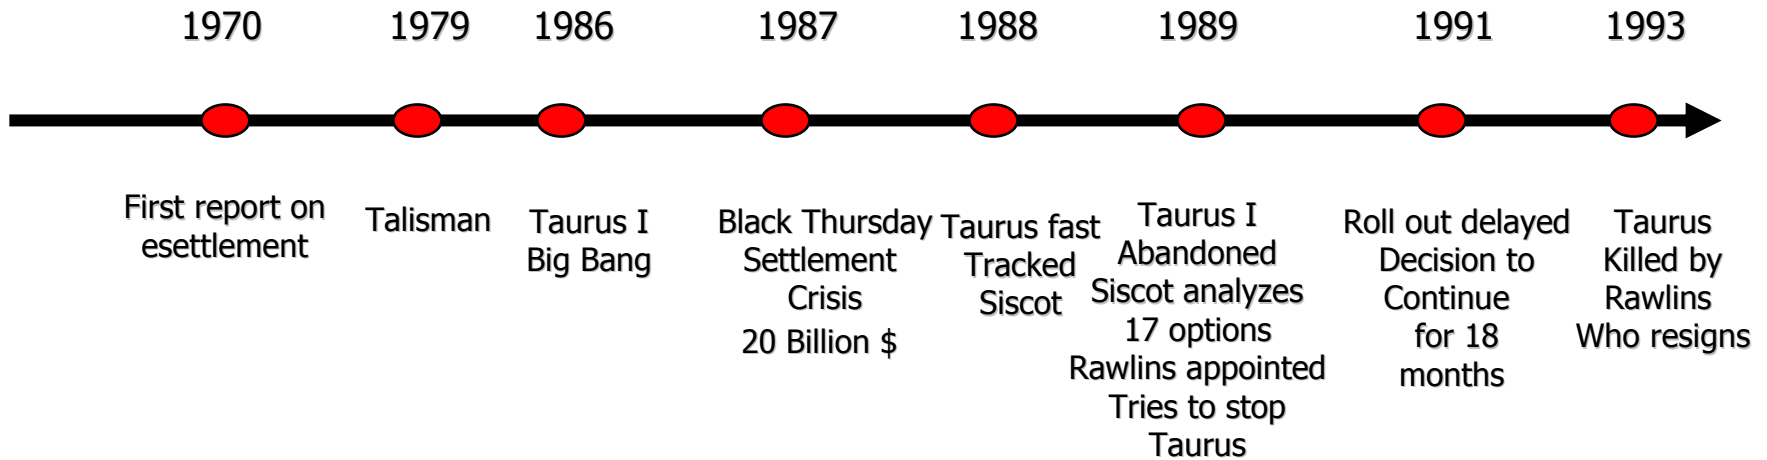 1970
1979
1986
1987
1988
1989
1991
1993
First report on
esettlement
Talisman
Taurus I
Big Bang
Black Thursday
Settlement
Crisis
20 Billion $
Taurus fast
Tracked
Siscot
Taurus I
Abandoned
Siscot analyzes
17 options
Rawlins appointed
Tries to stop
Taurus
Roll out delayed
Decision to
Continue
for 18
months
Taurus
Killed by
Rawlins
Who resigns